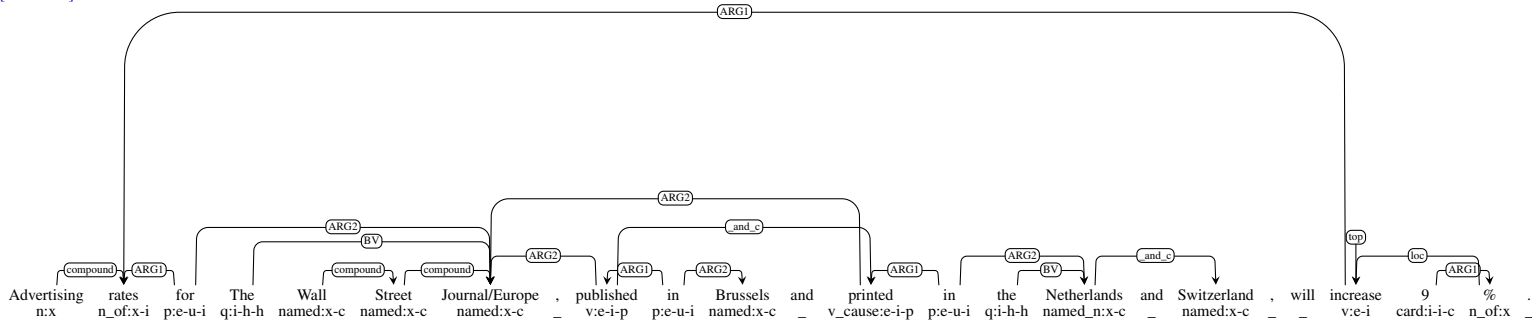 ARG1
ARG2
ARG2 _and_c
BV top
ARG2 ARG2 _and_c loc
compound ARG1 compound compound ARG1 ARG2 ARG1 BV ARG1
Advertising rates for The Wall Street Journal/Europe , published in Brussels and printed in the Netherlands and Switzerland , will increase 9 % .
n:x n_of:x-i p:e-u-i q:i-h-h named:x-c named:x-c named:x-c _ v:e-i-p p:e-u-i named:x-c _ v_cause:e-i-p p:e-u-i q:i-h-h named_n:x-c _ named:x-c _ _ v:e-i card:i-i-c n_of:x _